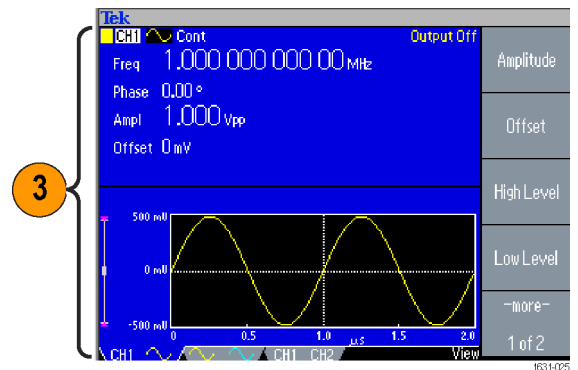 Tek
CH1 Cont Output Off
Freq 1.000 000 000 00 MHz
Phase 0.00 °
Ampl 1.000 Vpp
Offset 0 mV
Amplitude
Offset
High Level
Low Level
-more-
1 of 2
3
500 mV
0 mV
-500 mV
0 0.5 1.0 µs 1.5 2.0
CH1 CH1 CH2 View
1631-025